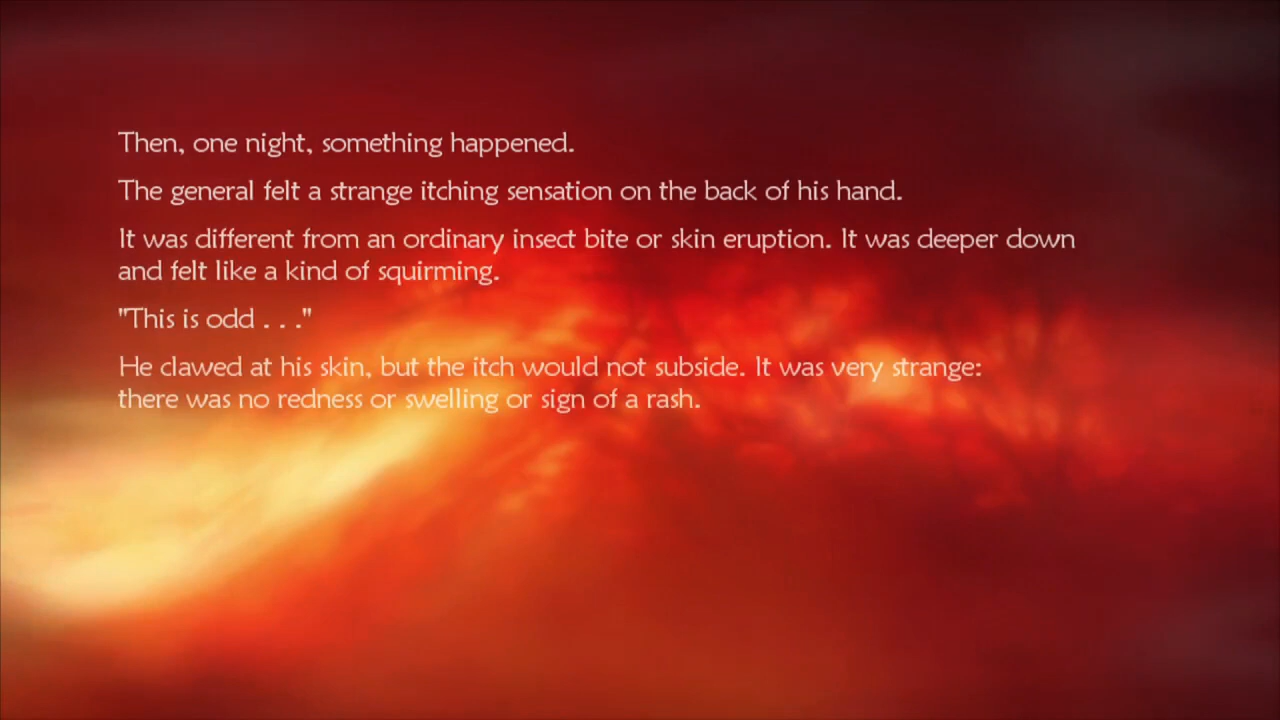 Then, one night, something happened.
The general felt a strange itching sensation on the back of his hand.
It was different from an ordinary insect bite or skin eruption. It was deeper down
and felt like a kind of squirming.
"This is odd . . ."
He clawed at his skin, but the itch would not subside. It was very strange:
there was no redness or swelling or sign of a rash.